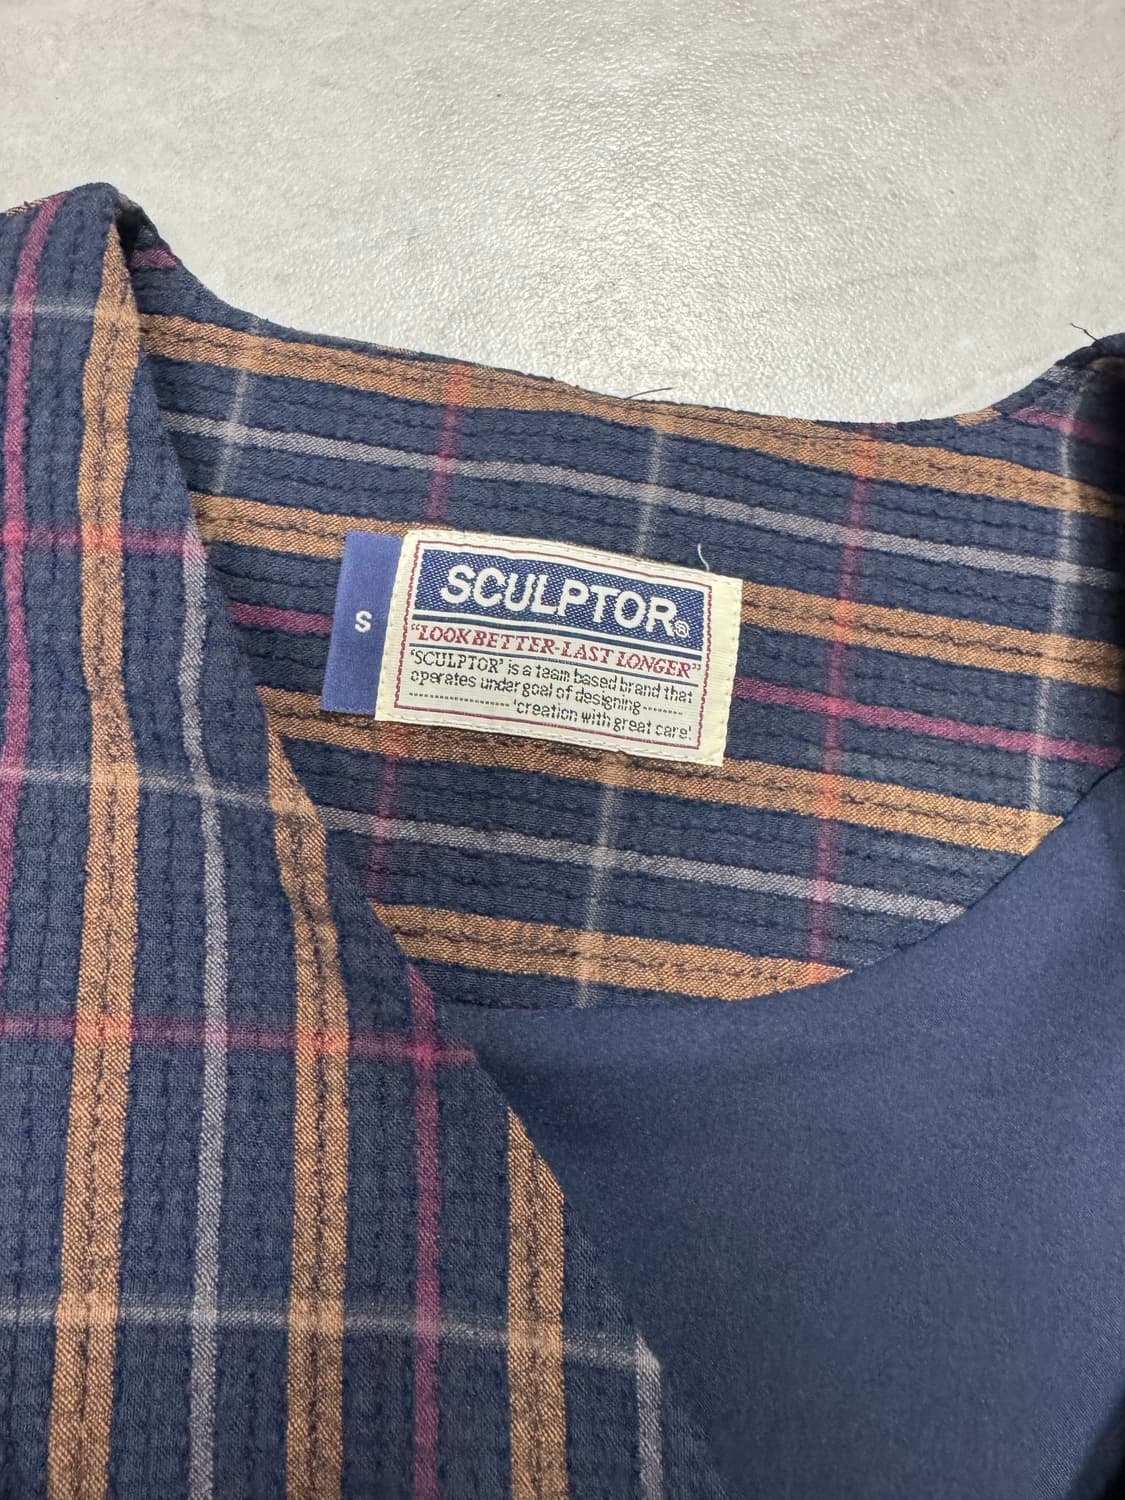 S
SCULPTOR®
"LOOK BETTER-LAST LONGER"
'SCULPTOR' is a team based brand that
operates under goal of designing --------
---------------------- 'creation with great care.'